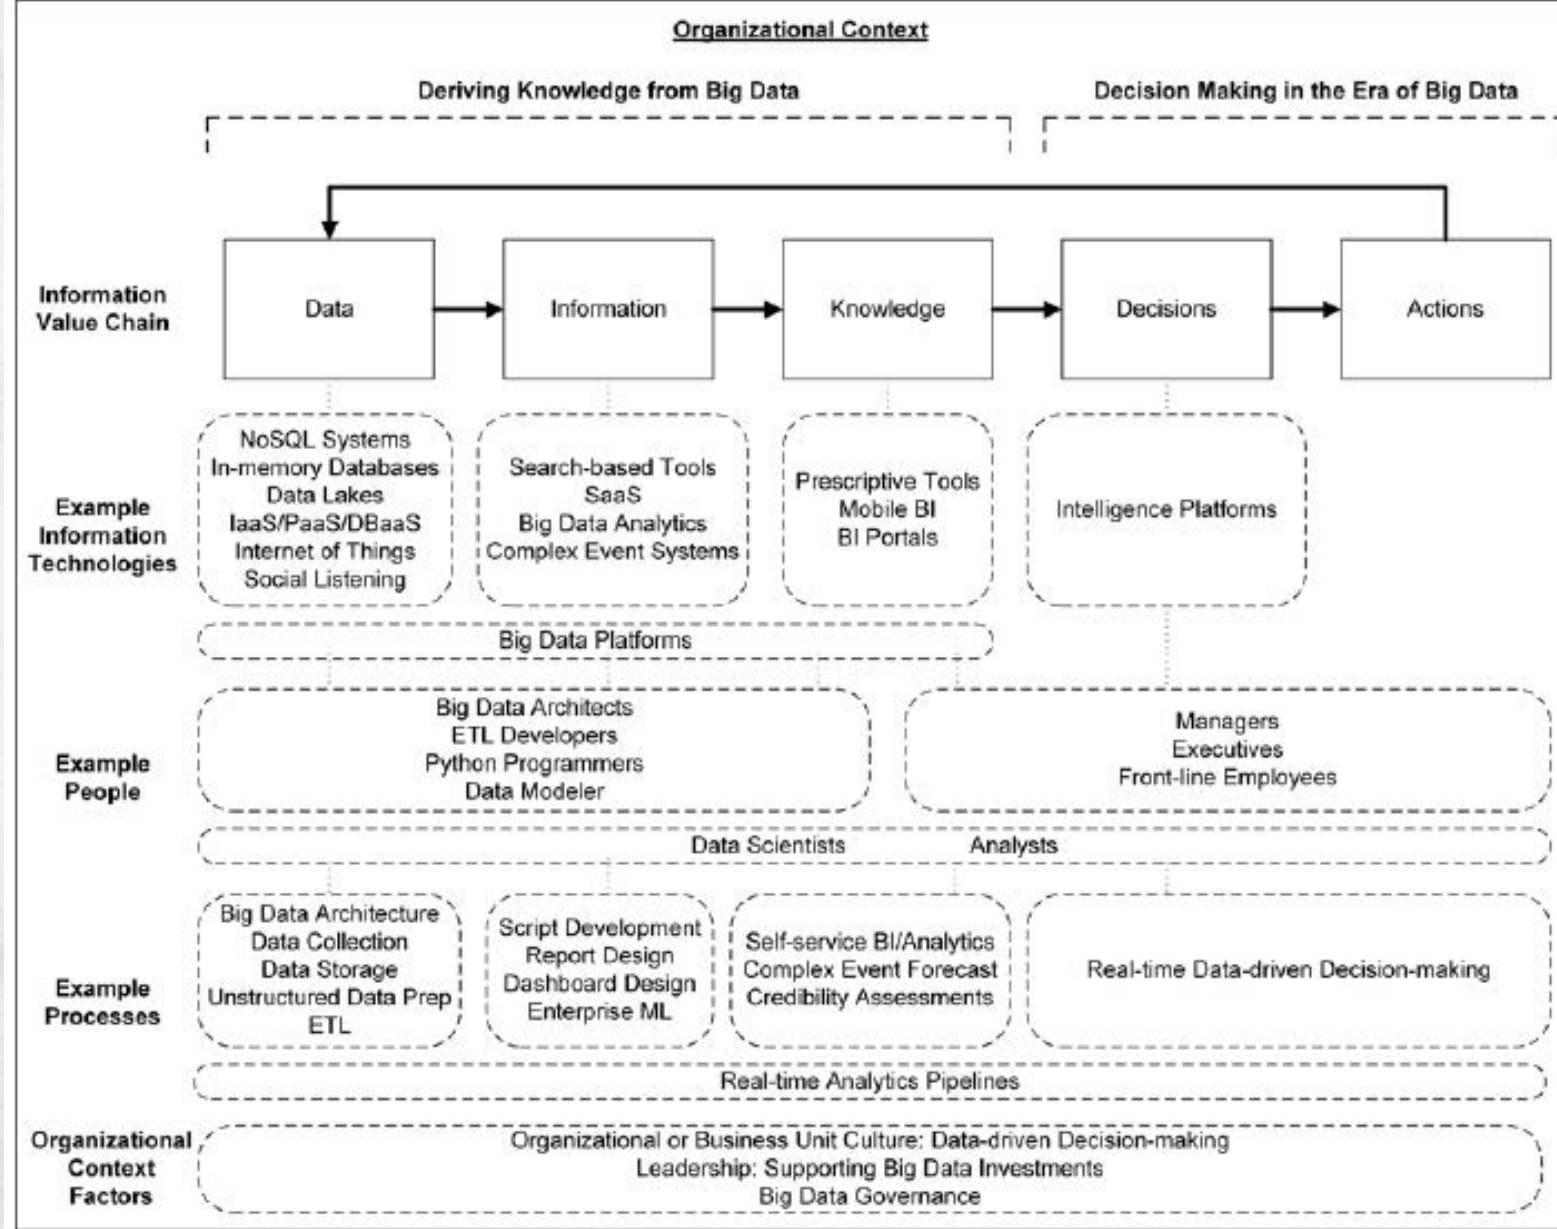 Organizational Context
Deriving Knowledge from Big Data
Decision Making in the Era of Big Data
Information
Value Chain
Data
Information
Knowledge
Decisions
Actions
Example
Information
Technologies
NoSQL Systems
In-memory Databases
Data Lakes
IaaS/PaaS/DBaaS
Internet of Things
Social Listening
Search-based Tools
SaaS
Big Data Analytics
Complex Event Systems
Prescriptive Tools
Mobile BI
BI Portals
Intelligence Platforms
Big Data Platforms
Example
People
Big Data Architects
ETL Developers
Python Programmers
Data Modeler
Managers
Executives
Front-line Employees
Data Scientists
Analysts
Example
Processes
Big Data Architecture
Data Collection
Data Storage
Unstructured Data Prep
ETL
Script Development
Report Design
Dashboard Design
Enterprise ML
Self-service BI/Analytics
Complex Event Forecast
Credibility Assessments
Real-time Data-driven Decision-making
Real-time Analytics Pipelines
Organizational
Context
Factors
Organizational or Business Unit Culture: Data-driven Decision-making
Leadership: Supporting Big Data Investments
Big Data Governance